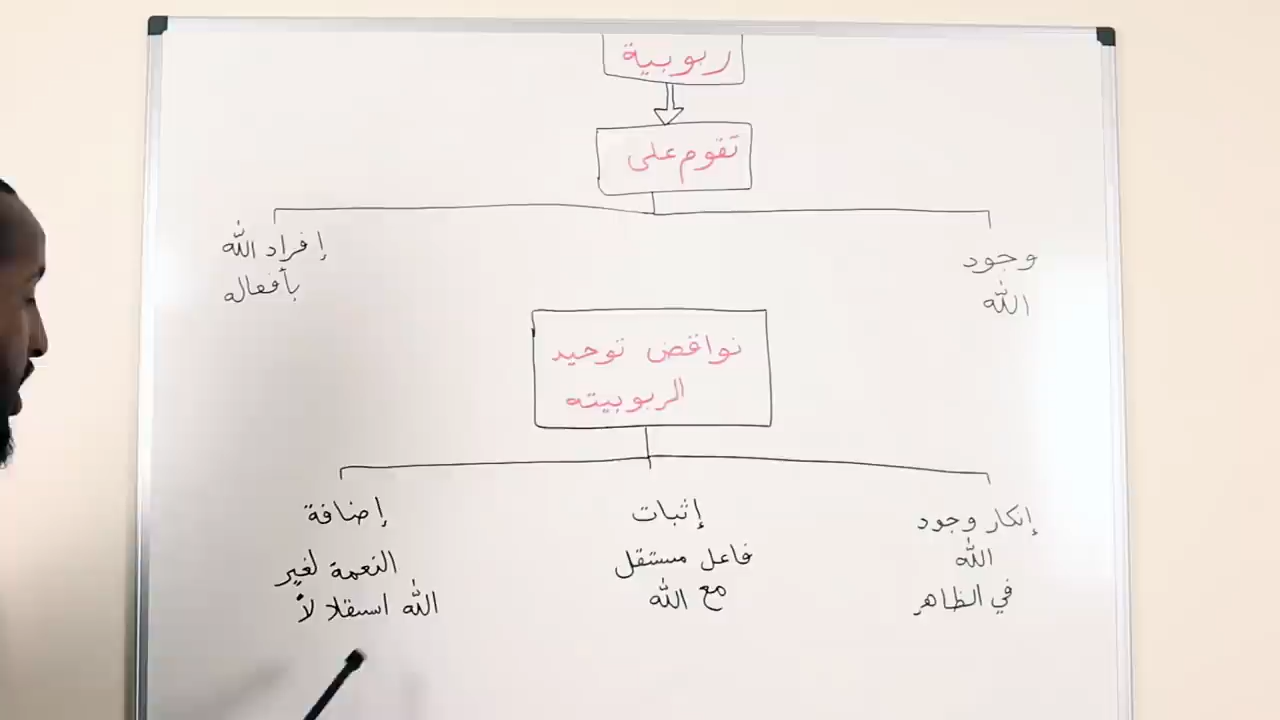 ربوبية
تقوم على
وجود
الله
إفراد الله
بأفعاله
نواقض توحيد
الربوبيته
إنكار وجود
الله
في الظاهر
إثبات
فاعل مستقل
مع الله
إضافة
النعمة لغير
الله استقلالاً